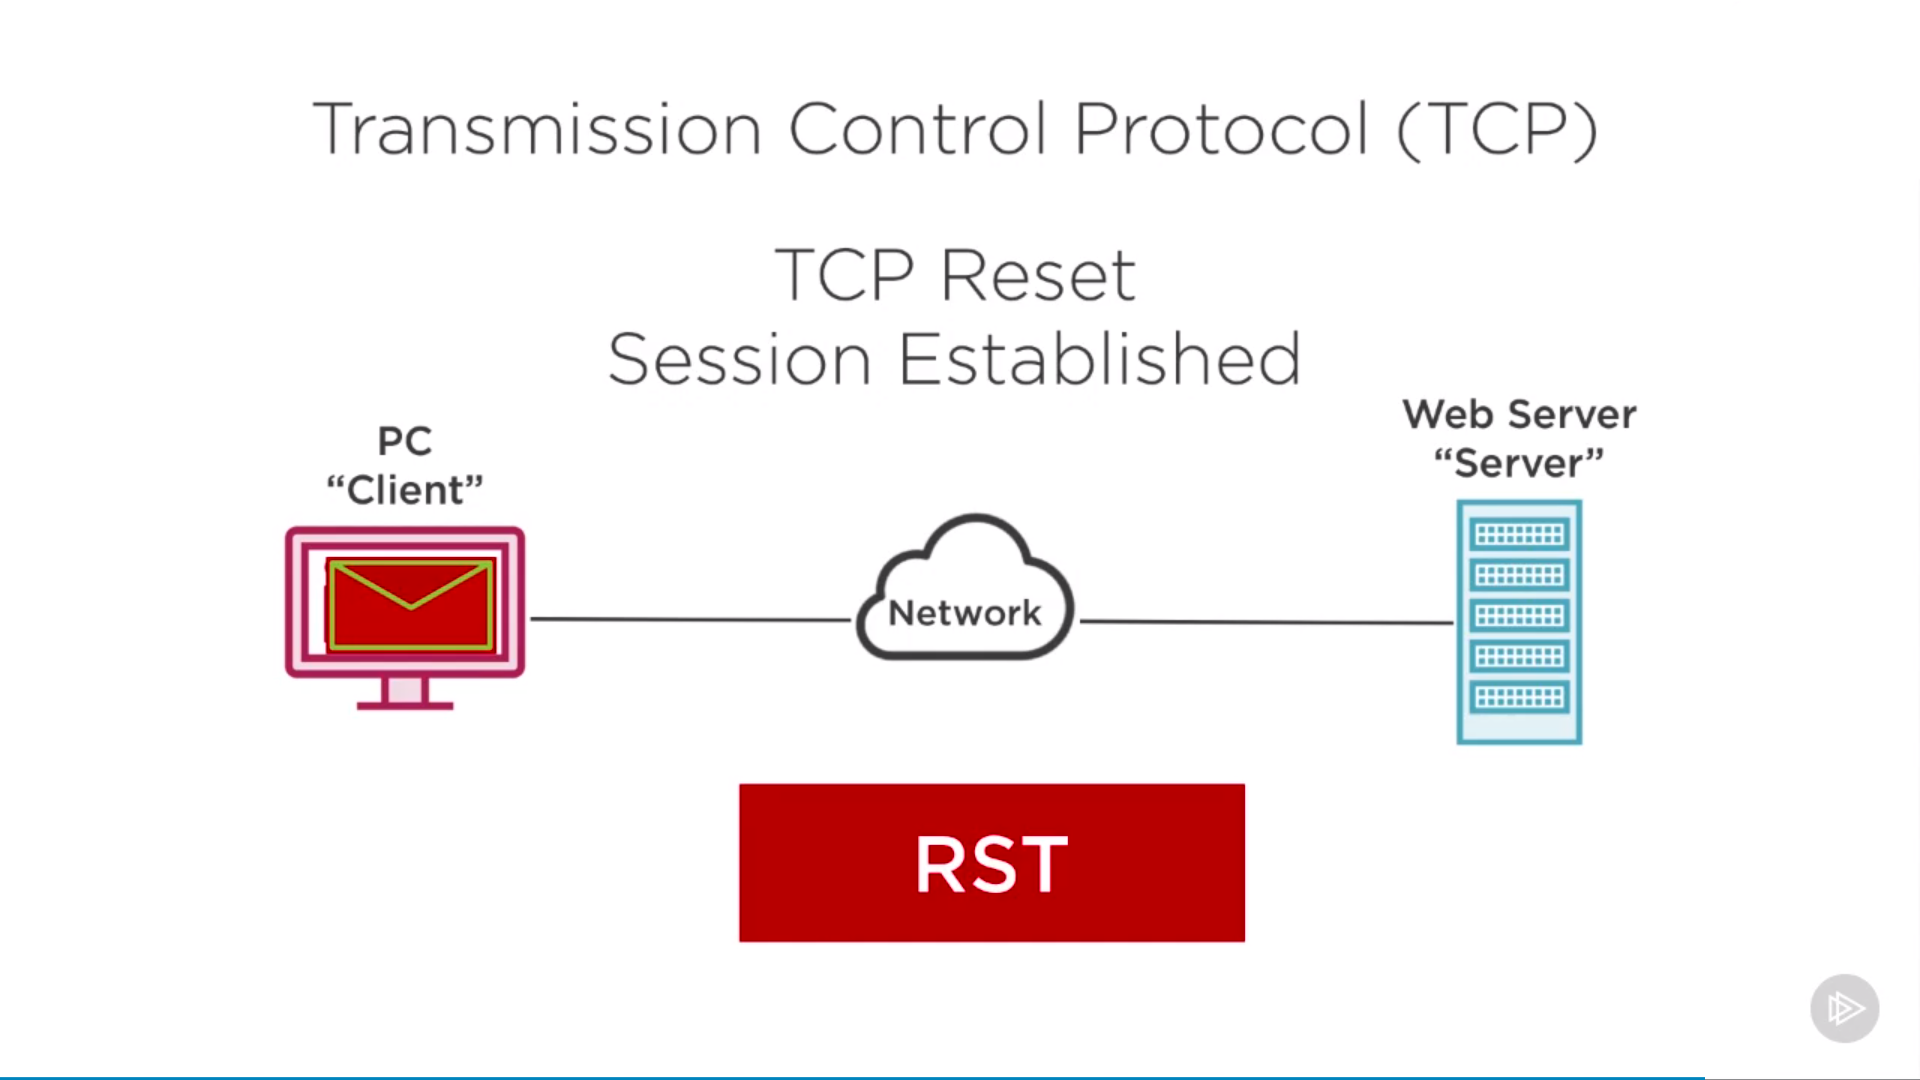 Transmission Control Protocol (TCP)
TCP Reset
Session Established
PC
“Client”
Web Server
“Server”
Network
RST